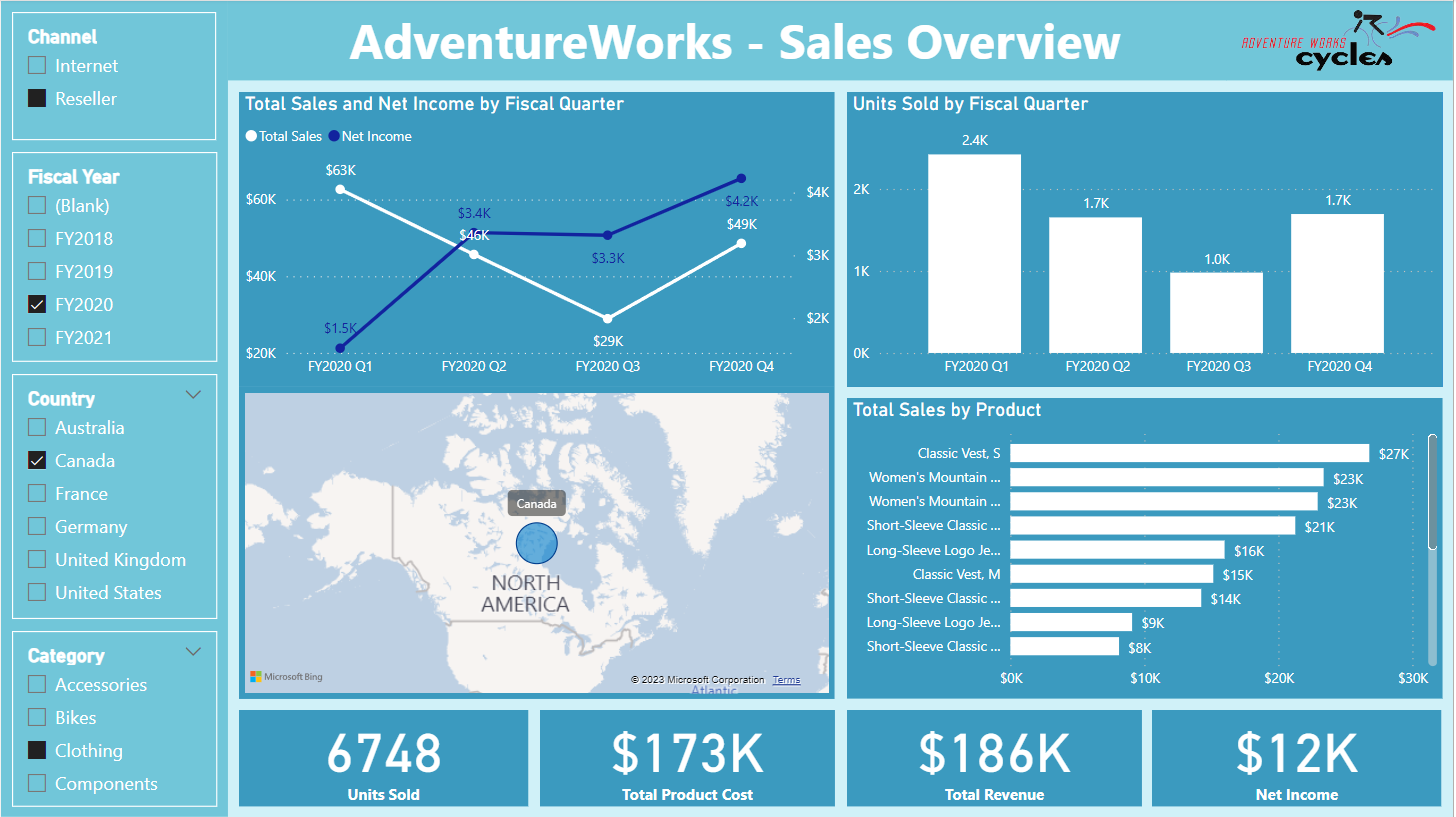 Channel
Internet
Reseller
Fiscal Year
(Blank)
FY2018
FY2019
FY2020
FY2021
Country
Australia
Canada
France
Germany
United Kingdom
United States
Category
Accessories
Bikes
Clothing
Components
AdventureWorks - Sales Overview
ADVENTURE WORKS
cycles
Total Sales and Net Income by Fiscal Quarter
Total Sales Net Income
$63K
$60K
$4K
$3.4K
$4.2K
$46K
$49K
$3K
$3.3K
$40K
$1.5K
$2K
$29K
$20K
FY2020 Q1 FY2020 Q2 FY2020 Q3 FY2020 Q4
Units Sold by Fiscal Quarter
2.4K
2K
1.7K
1.7K
1.0K
1K
0K
FY2020 Q1 FY2020 Q2 FY2020 Q3 FY2020 Q4
Canada
NORTH
AMERICA
Microsoft Bing
© 2023 Microsoft Corporation Terms
Atlantic
Total Sales by Product
Classic Vest, S $27K
Women's Mountain ... $23K
Women's Mountain ... $23K
Short-Sleeve Classic ... $21K
Long-Sleeve Logo Je... $16K
Classic Vest, M $15K
Short-Sleeve Classic ... $14K
Long-Sleeve Logo Je... $9K
Short-Sleeve Classic ... $8K
$0K $10K $20K $30K
6748
Units Sold
$173K
Total Product Cost
$186K
Total Revenue
$12K
Net Income